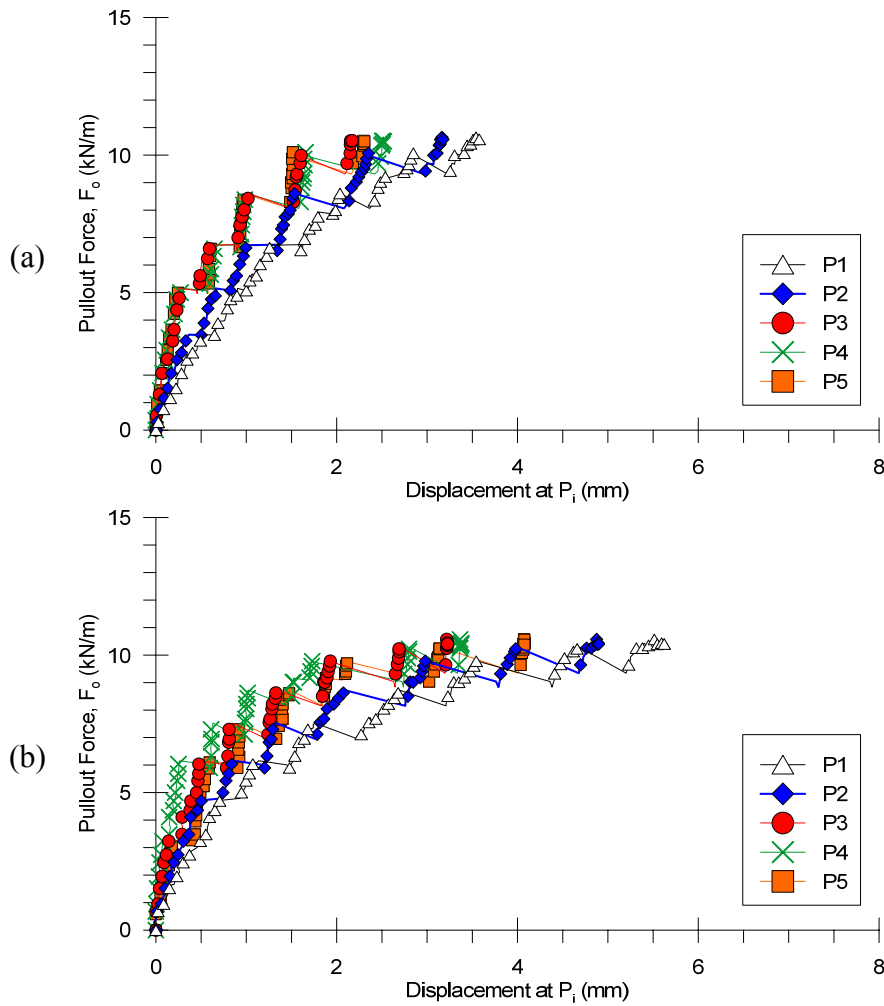 15
10
5
0
Pullout Force, F₀ (kN/m)
(a)
P1
P2
P3
P4
P5
0 2 4 6 8
Displacement at Pᵢ (mm)
15
10
5
0
Pullout Force, F₀ (kN/m)
(b)
P1
P2
P3
P4
P5
0 2 4 6 8
Displacement at Pᵢ (mm)